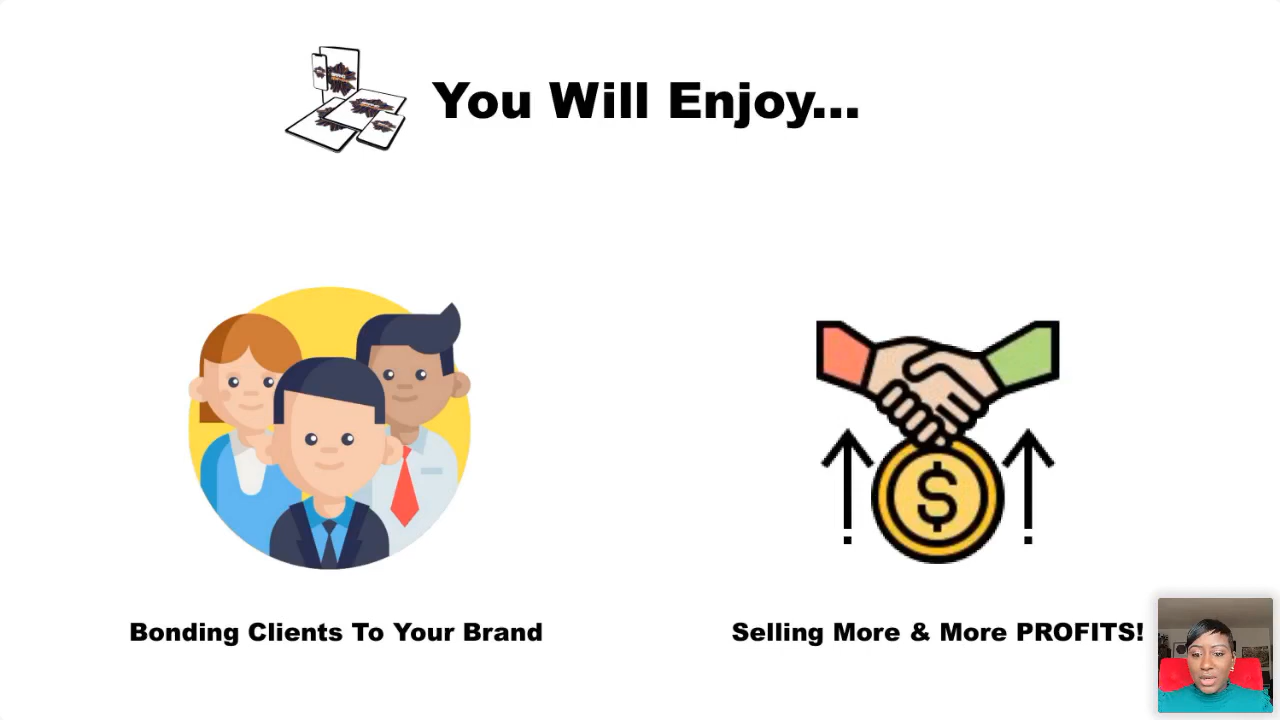 You Will Enjoy...
Bonding Clients To Your Brand
Selling More & More PROFITS!